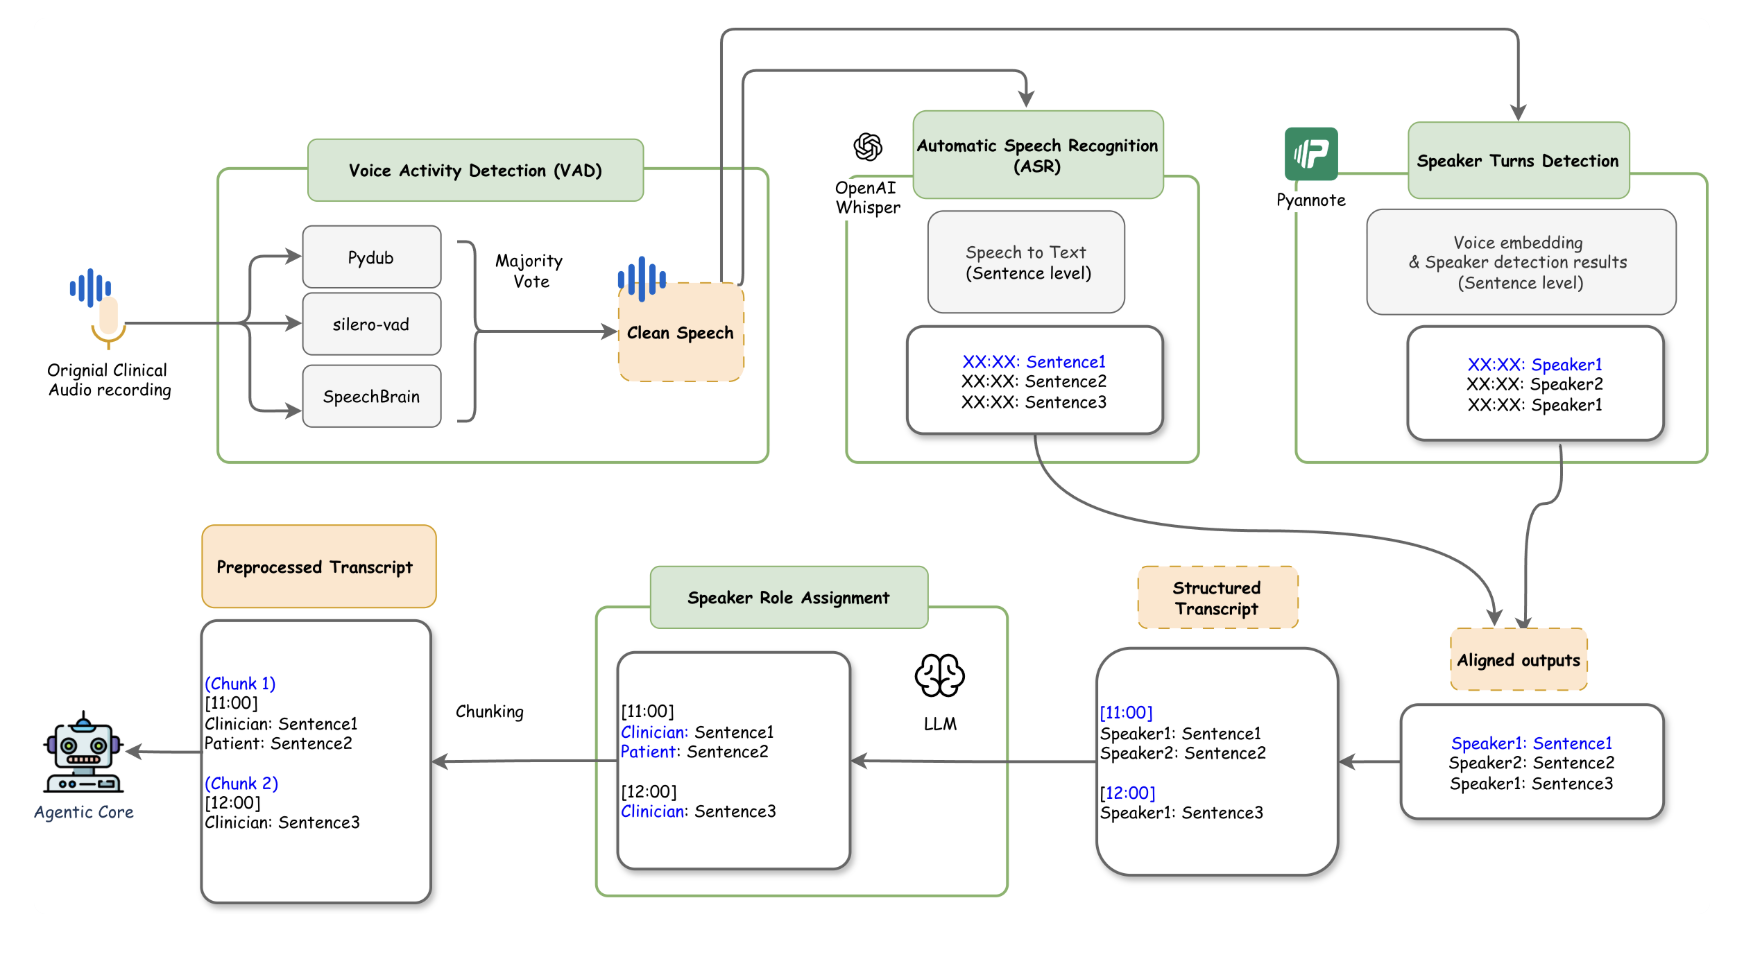 Voice Activity Detection (VAD)
Pydub
silero-vad
SpeechBrain
Majority
Vote
Clean Speech
Orignial Clinical
Audio recording
OpenAI
Whisper
Automatic Speech Recognition
(ASR)
Speech to Text
(Sentence level)
XX:XX: Sentence1
XX:XX: Sentence2
XX:XX: Sentence3
Pyannote
Speaker Turns Detection
Voice embedding
& Speaker detection results
(Sentence level)
XX:XX: Speaker1
XX:XX: Speaker2
XX:XX: Speaker1
Aligned outputs
Speaker1: Sentence1
Speaker2: Sentence2
Speaker1: Sentence3
Structured
Transcript
[11:00]
Speaker1: Sentence1
Speaker2: Sentence2
[12:00]
Speaker1: Sentence3
Speaker Role Assignment
LLM
[11:00]
Clinician: Sentence1
Patient: Sentence2
[12:00]
Clinician: Sentence3
Chunking
Preprocessed Transcript
(Chunk 1)
[11:00]
Clinician: Sentence1
Patient: Sentence2
(Chunk 2)
[12:00]
Clinician: Sentence3
Agentic Core